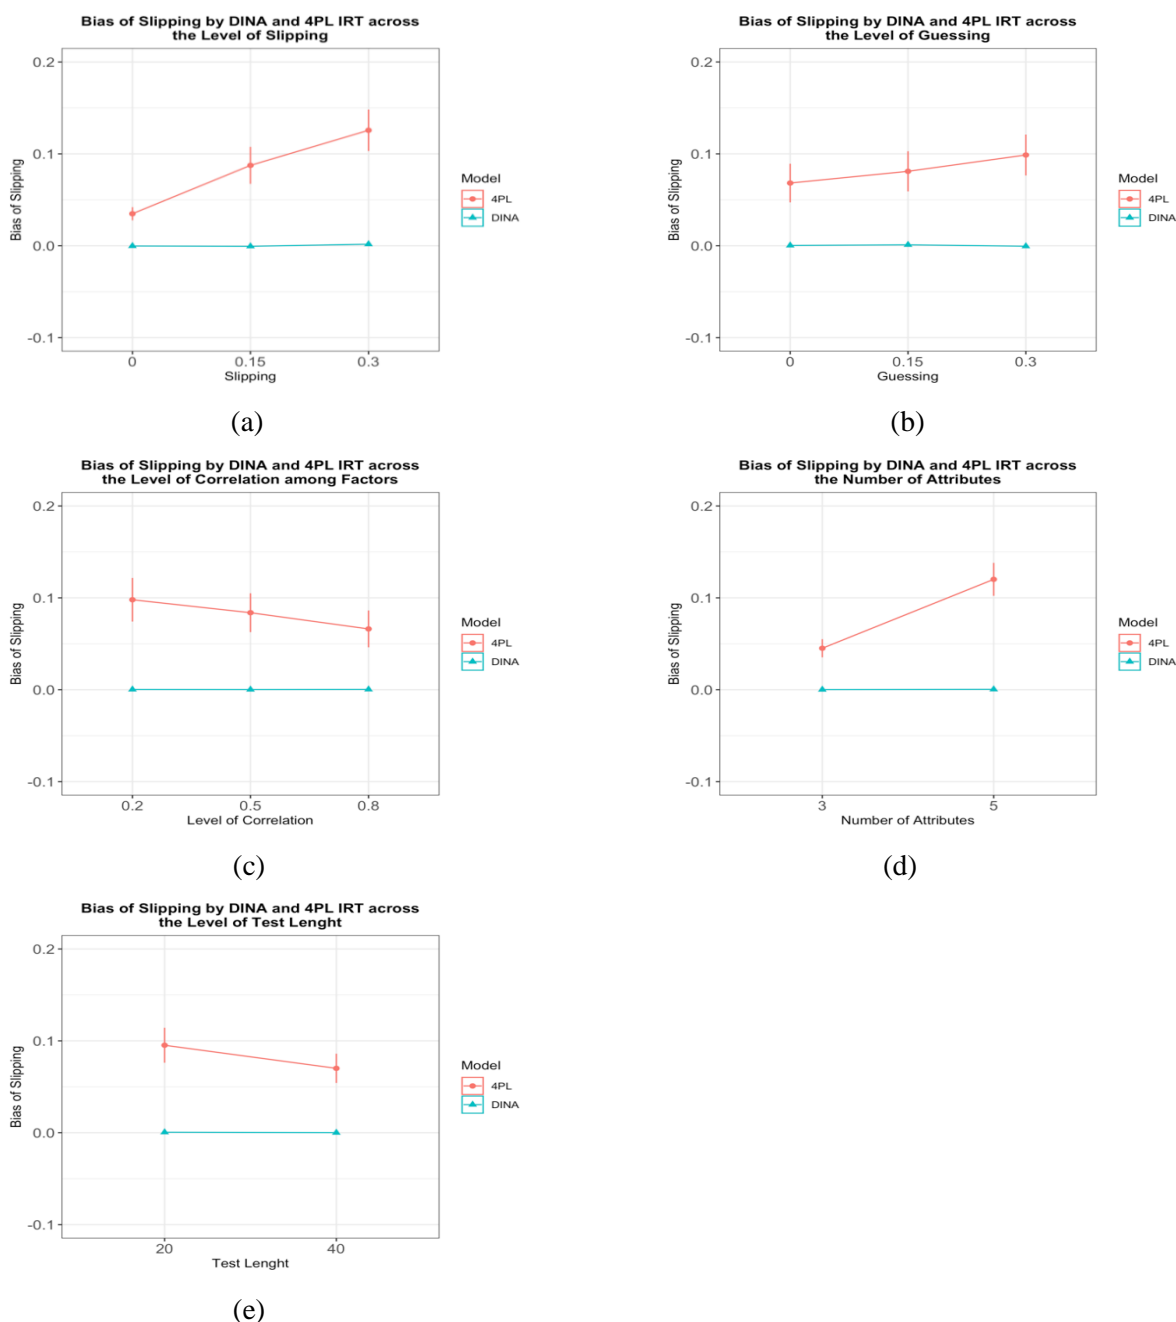 Bias of Slipping by DINA and 4PL IRT across
the Level of Slipping
0.2
0.1
0.0
-0.1
Bias of Slipping
0
0.15
0.3
Slipping
Model
4PL
DINA
(a)
Bias of Slipping by DINA and 4PL IRT across
the Level of Guessing
0.2
0.1
0.0
-0.1
Bias of Slipping
0
0.15
0.3
Guessing
Model
4PL
DINA
(b)
Bias of Slipping by DINA and 4PL IRT across
the Level of Correlation among Factors
0.2
0.1
0.0
-0.1
Bias of Slipping
0.2
0.5
0.8
Level of Correlation
Model
4PL
DINA
(c)
Bias of Slipping by DINA and 4PL IRT across
the Number of Attributes
0.2
0.1
0.0
-0.1
Bias of Slipping
3
5
Number of Attributes
Model
4PL
DINA
(d)
Bias of Slipping by DINA and 4PL IRT across
the Level of Test Lenght
0.2
0.1
0.0
-0.1
Bias of Slipping
20
40
Test Lenght
Model
4PL
DINA
(e)